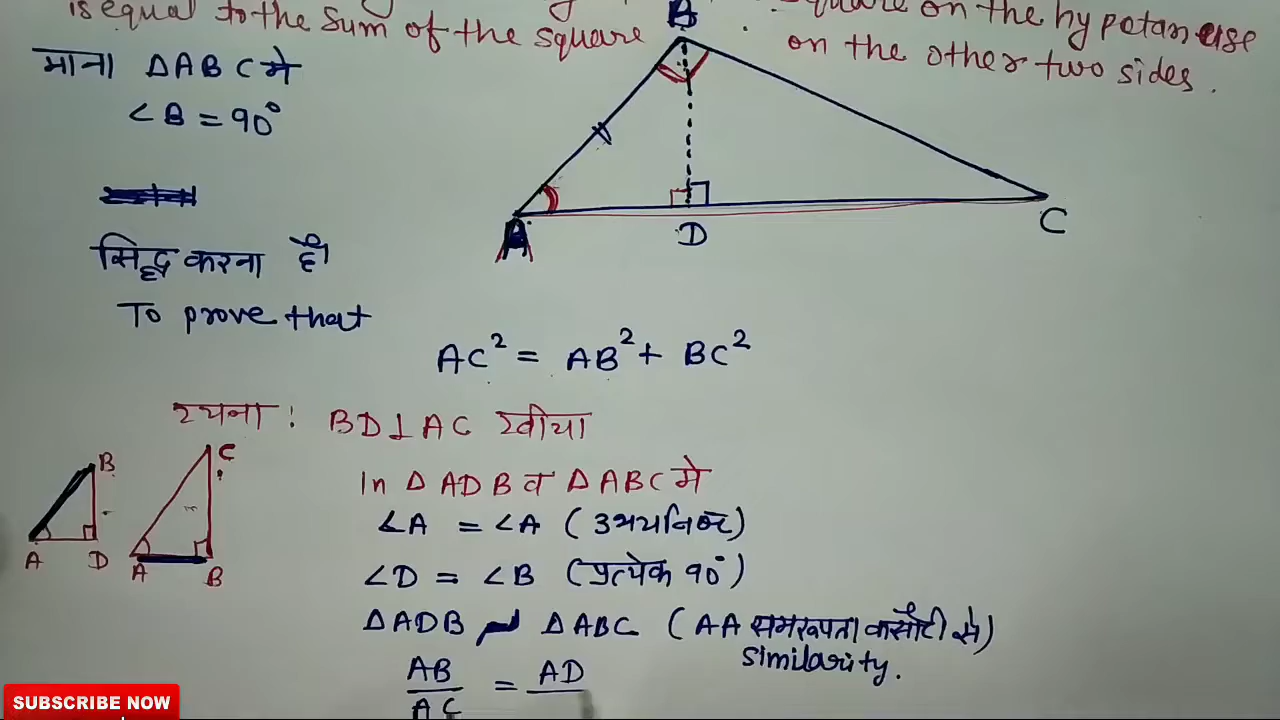 is equal to the sum of the square
square on the hypotaneuse
on the other two sides.
माना ΔABC मे
∠B = 90°
B
A
D
C
सिद्ध करना है
To prove that
AC² = AB² + BC²
रचना : BD⊥AC खीचा
In ΔADB व ΔABC मे
∠A = ∠A (उभयनिष्ठ)
∠D = ∠B (प्रत्येक 90°)
ΔADB ~ ΔABC (AA समरूपता कसौटी से)
similarity.
AB/AC = AD
B
A
D
C
A
B
SUBSCRIBE NOW